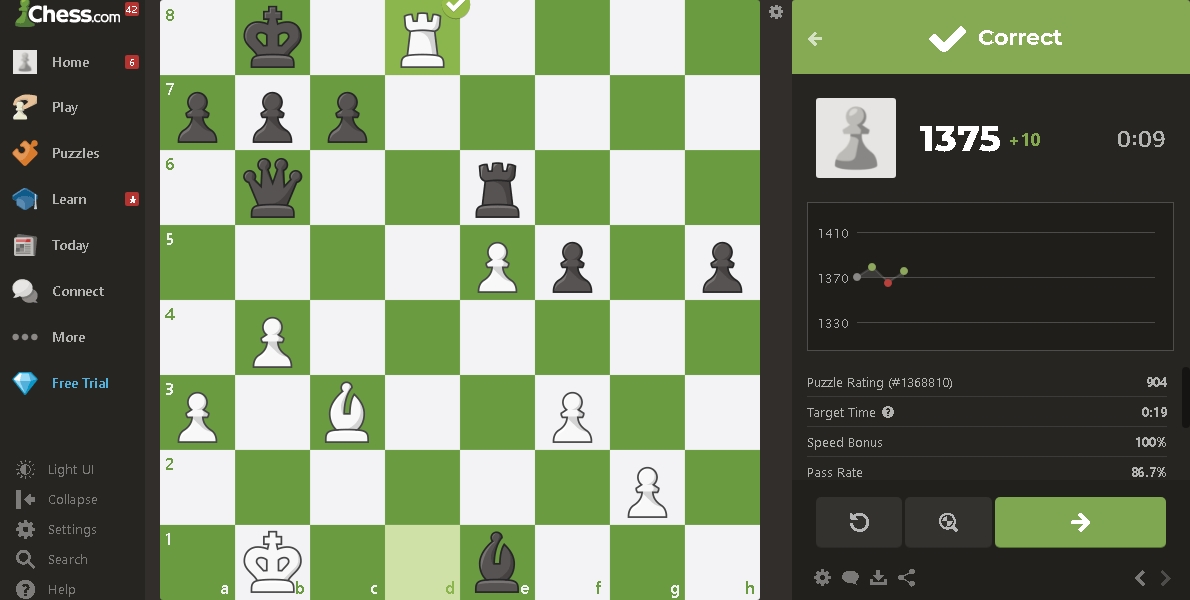 Chess.com 42
Home 6
Play
Puzzles
Learn
Today
Connect
More
Free Trial
Light UI
Collapse
Settings
Search
Help
8
7
6
5
4
3
2
1
a b c d e f g h
Correct
1375 +10 0:09
1410
1370
1330
Puzzle Rating (#1368810) 904
Target Time ? 0:19
Speed Bonus 100%
Pass Rate 86.7%